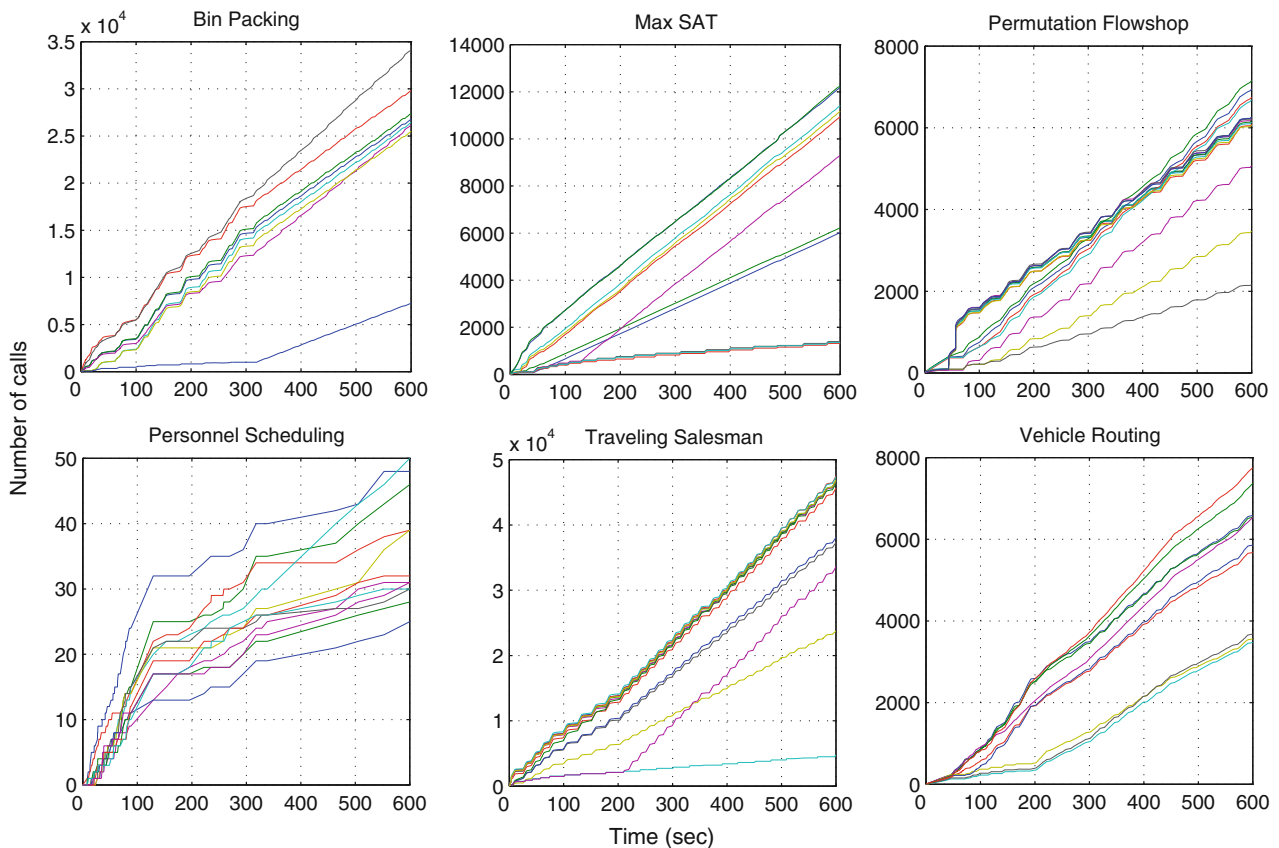 Bin Packing
x 10^4
3.5
3
2.5
2
1.5
1
0.5
0
0 100 200 300 400 500 600
Max SAT
14000
12000
10000
8000
6000
4000
2000
0
0 100 200 300 400 500 600
Permutation Flowshop
8000
6000
4000
2000
0
0 100 200 300 400 500 600
Number of calls
Personnel Scheduling
50
40
30
20
10
0
0 100 200 300 400 500 600
Traveling Salesman
x 10^4
5
4
3
2
1
0
0 100 200 300 400 500 600
Time (sec)
Vehicle Routing
8000
6000
4000
2000
0
0 100 200 300 400 500 600